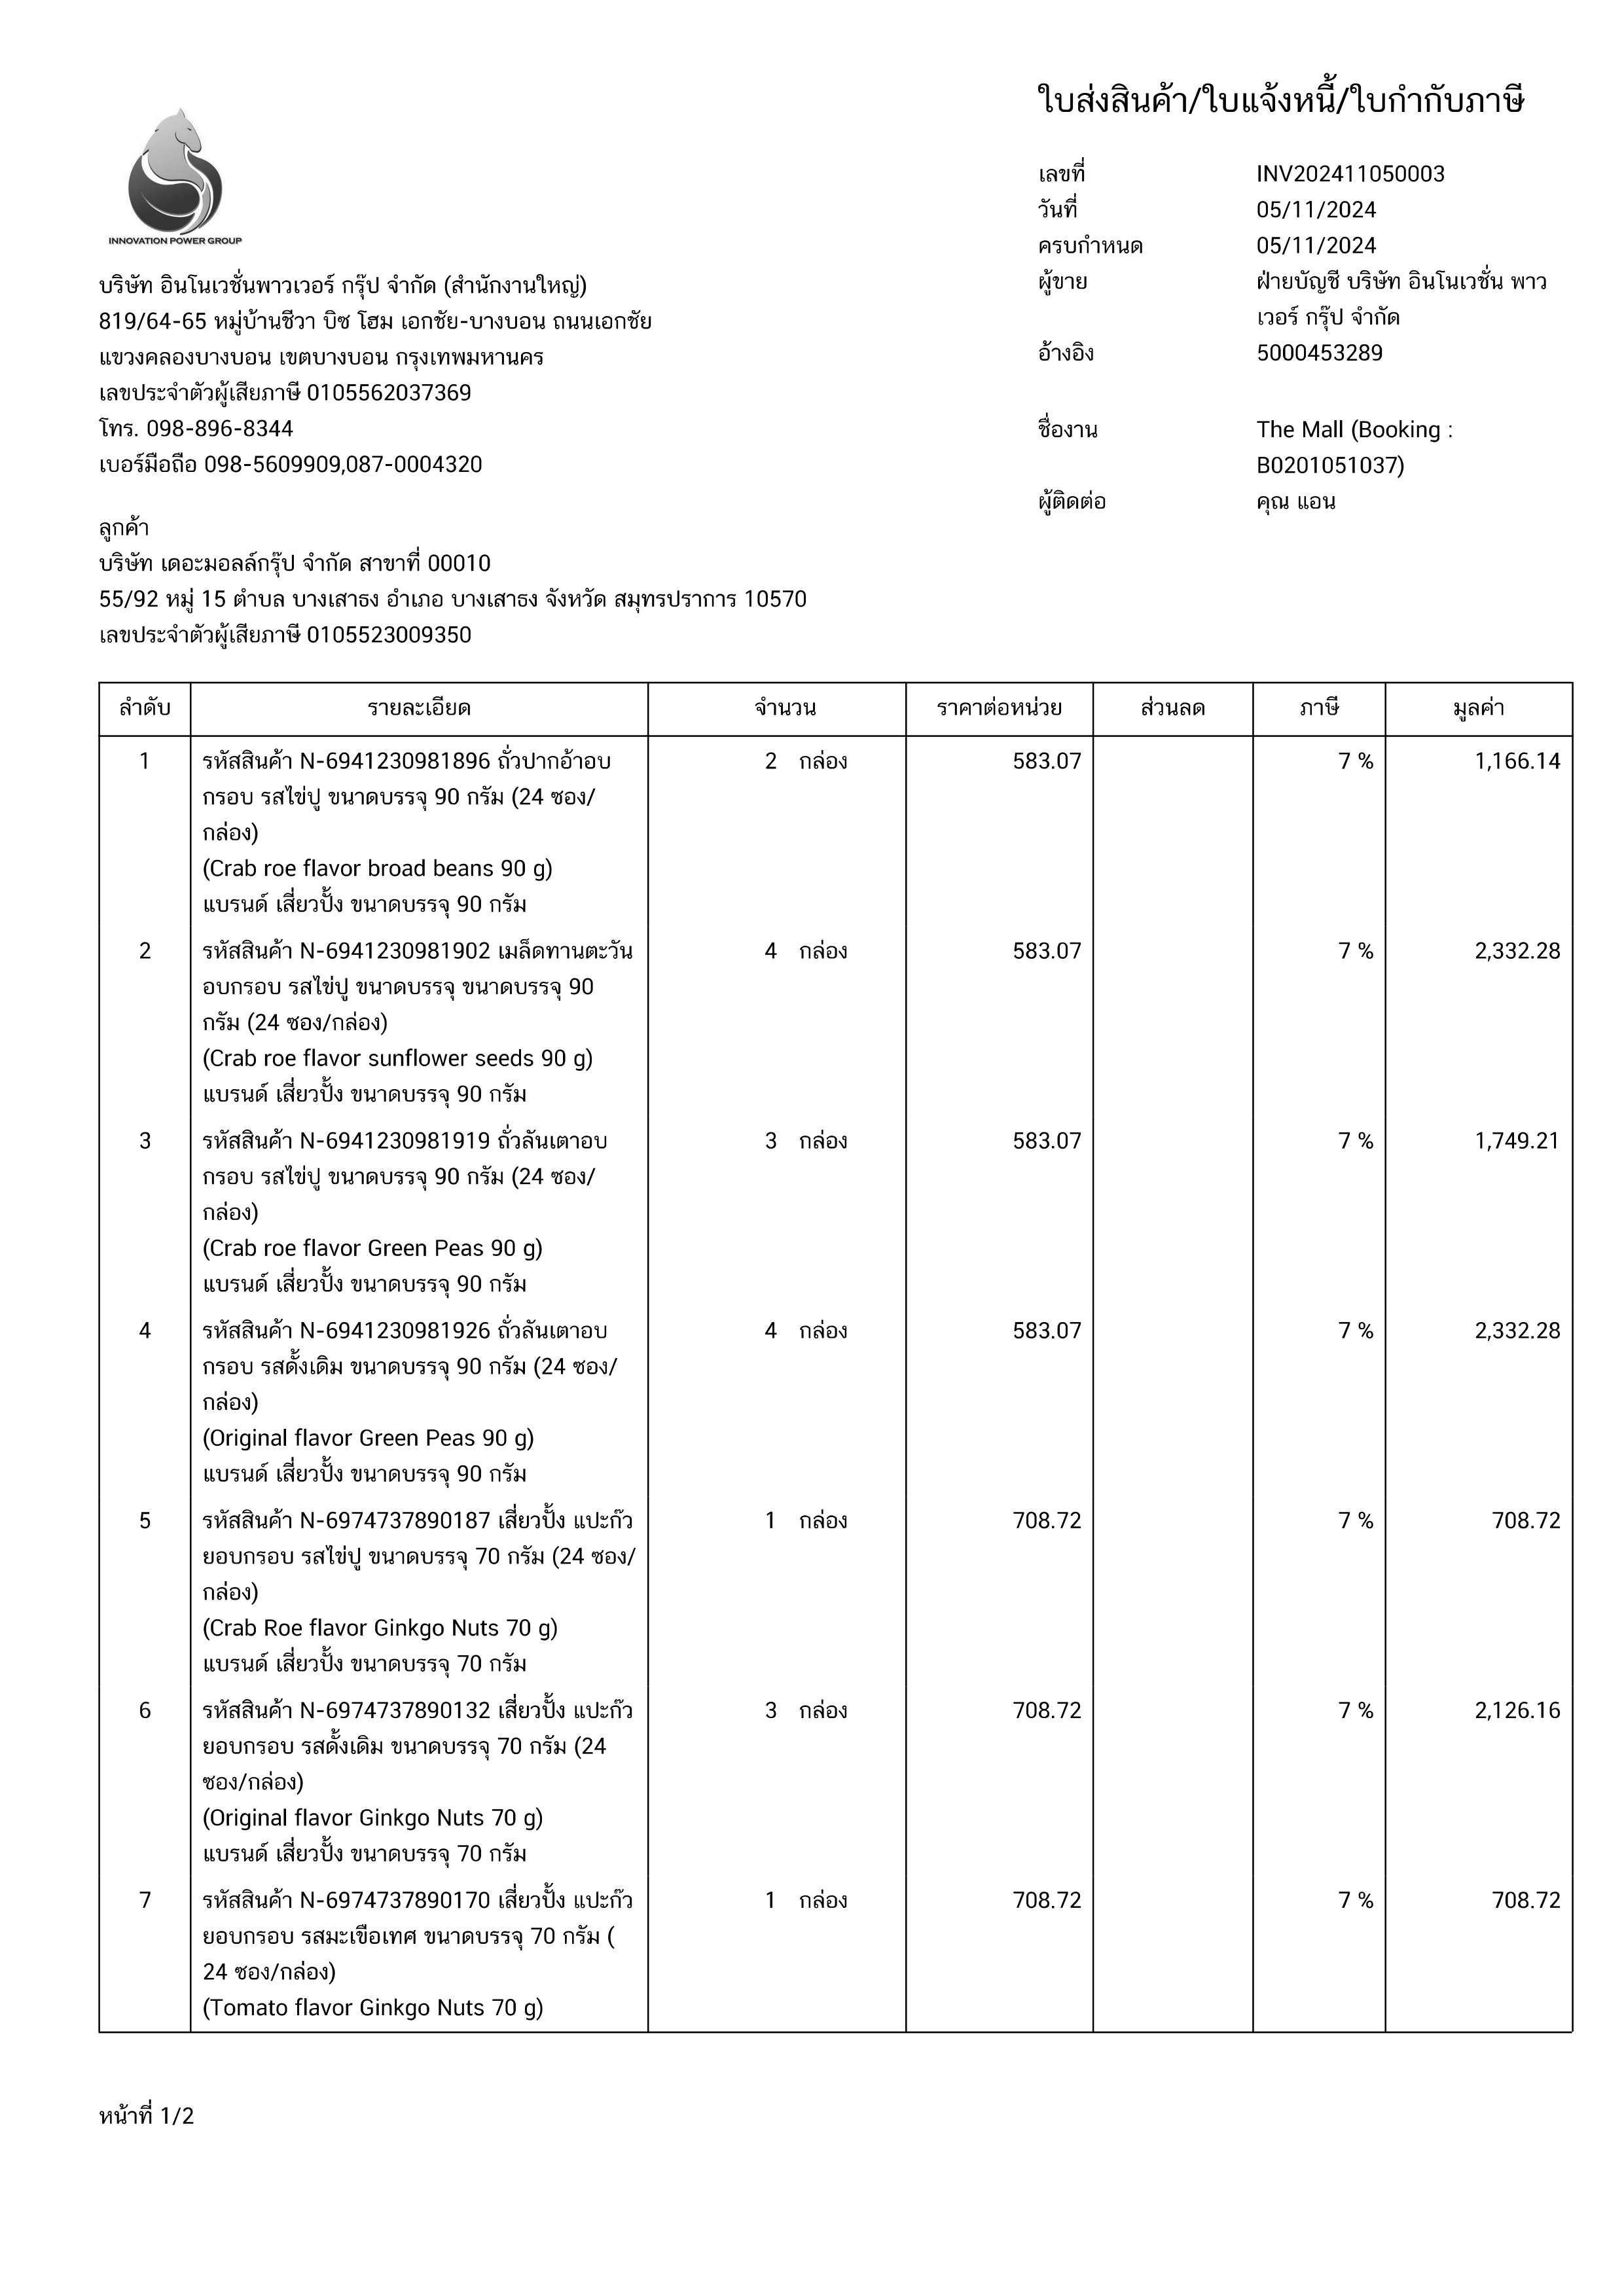 ใบส่งสินค้า/ใบแจ้งหนี้/ใบกำกับภาษี
INNOVATION POWER GROUP
เลขที่ INV202411050003
วันที่ 05/11/2024
ครบกำหนด 05/11/2024
ผู้ขาย ฝ่ายบัญชี บริษัท อินโนเวชั่น พาว
เวอร์ กรุ๊ป จำกัด
อ้างอิง 5000453289
ชื่องาน The Mall (Booking :
B0201051037)
ผู้ติดต่อ คุณ แอน
บริษัท อินโนเวชั่นพาวเวอร์ กรุ๊ป จำกัด (สำนักงานใหญ่)
819/64-65 หมู่บ้านชีวา บิซ โฮม เอกชัย-บางบอน ถนนเอกชัย
แขวงคลองบางบอน เขตบางบอน กรุงเทพมหานคร
เลขประจำตัวผู้เสียภาษี 0105562037369
โทร. 098-896-8344
เบอร์มือถือ 098-5609909,087-0004320
ลูกค้า
บริษัท เดอะมอลล์กรุ๊ป จำกัด สาขาที่ 00010
55/92 หมู่ 15 ตำบล บางเสาธง อำเภอ บางเสาธง จังหวัด สมุทรปราการ 10570
เลขประจำตัวผู้เสียภาษี 0105523009350
ลำดับ รายละเอียด จำนวน ราคาต่อหน่วย ส่วนลด ภาษี มูลค่า
1 รหัสสินค้า N-6941230981896 ถั่วปากอ้าอบ 2 กล่อง 583.07 7 % 1,166.14
กรอบ รสไข่ปู ขนาดบรรจุ 90 กรัม (24 ซอง/
กล่อง)
(Crab roe flavor broad beans 90 g)
แบรนด์ เสี่ยวปั้ง ขนาดบรรจุ 90 กรัม
2 รหัสสินค้า N-6941230981902 เมล็ดทานตะวัน 4 กล่อง 583.07 7 % 2,332.28
อบกรอบ รสไข่ปู ขนาดบรรจุ ขนาดบรรจุ 90
กรัม (24 ซอง/กล่อง)
(Crab roe flavor sunflower seeds 90 g)
แบรนด์ เสี่ยวปั้ง ขนาดบรรจุ 90 กรัม
3 รหัสสินค้า N-6941230981919 ถั่วลันเตาอบ 3 กล่อง 583.07 7 % 1,749.21
กรอบ รสไข่ปู ขนาดบรรจุ 90 กรัม (24 ซอง/
กล่อง)
(Crab roe flavor Green Peas 90 g)
แบรนด์ เสี่ยวปั้ง ขนาดบรรจุ 90 กรัม
4 รหัสสินค้า N-6941230981926 ถั่วลันเตาอบ 4 กล่อง 583.07 7 % 2,332.28
กรอบ รสดั้งเดิม ขนาดบรรจุ 90 กรัม (24 ซอง/
กล่อง)
(Original flavor Green Peas 90 g)
แบรนด์ เสี่ยวปั้ง ขนาดบรรจุ 90 กรัม
5 รหัสสินค้า N-6974737890187 เสี่ยวปั้ง แปะก๊ว 1 กล่อง 708.72 7 % 708.72
ยอบกรอบ รสไข่ปู ขนาดบรรจุ 70 กรัม (24 ซอง/
กล่อง)
(Crab Roe flavor Ginkgo Nuts 70 g)
แบรนด์ เสี่ยวปั้ง ขนาดบรรจุ 70 กรัม
6 รหัสสินค้า N-6974737890132 เสี่ยวปั้ง แปะก๊ว 3 กล่อง 708.72 7 % 2,126.16
ยอบกรอบ รสดั้งเดิม ขนาดบรรจุ 70 กรัม (24
ซอง/กล่อง)
(Original flavor Ginkgo Nuts 70 g)
แบรนด์ เสี่ยวปั้ง ขนาดบรรจุ 70 กรัม
7 รหัสสินค้า N-6974737890170 เสี่ยวปั้ง แปะก๊ว 1 กล่อง 708.72 7 % 708.72
ยอบกรอบ รสมะเขือเทศ ขนาดบรรจุ 70 กรัม (
24 ซอง/กล่อง)
(Tomato flavor Ginkgo Nuts 70 g)
หน้าที่ 1/2